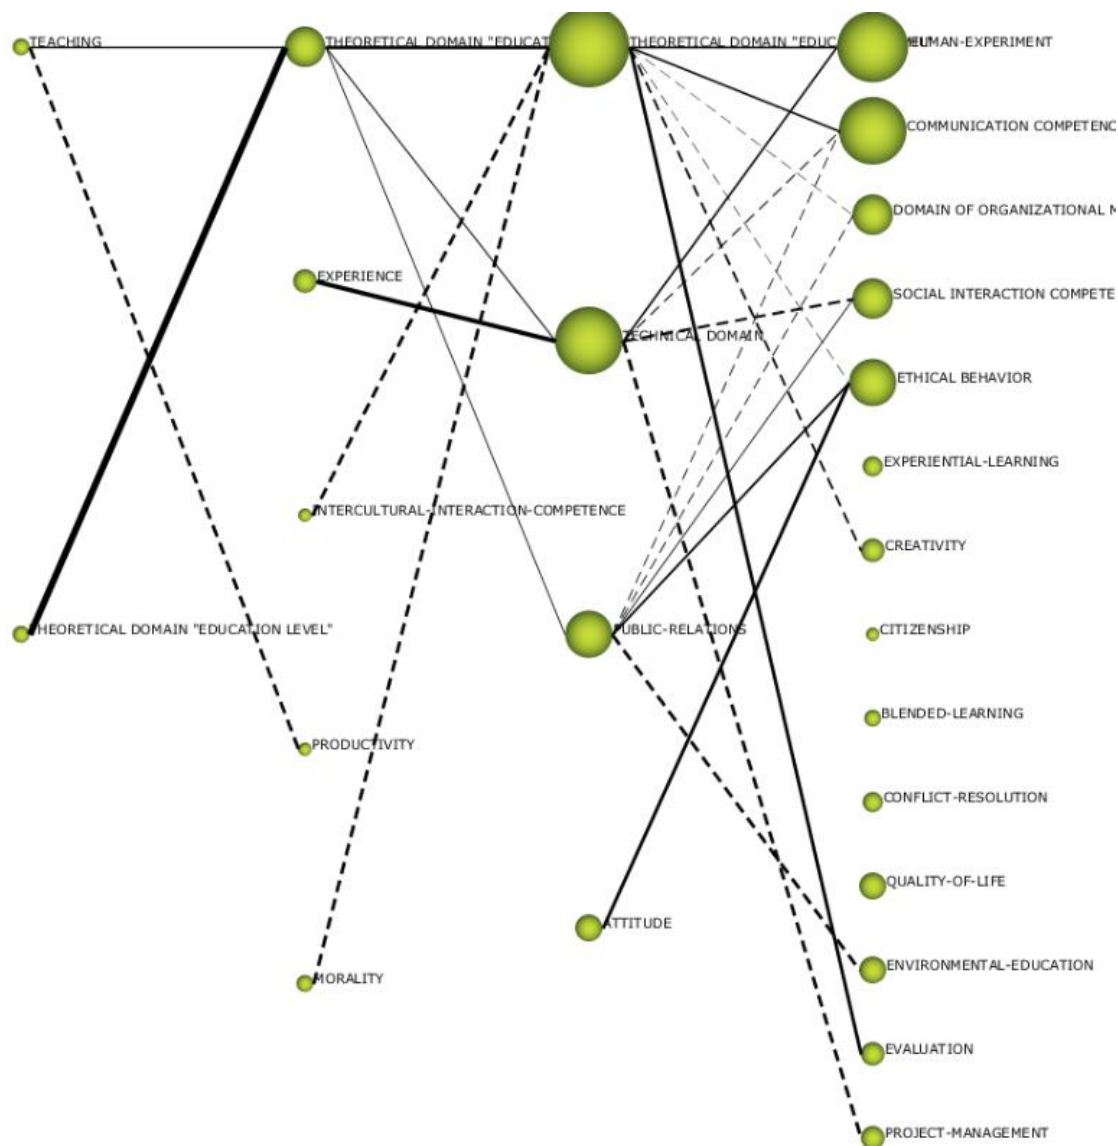 TEACHING
THEORETICAL DOMAIN "EDUCATION LEVEL"
THEORETICAL DOMAIN "EDUCAT
EXPERIENCE
INTERCULTURAL-INTERACTION-COMPETENCE
PRODUCTIVITY
MORALITY
THEORETICAL DOMAIN "EDUC
TECHNICAL DOMAIN
PUBLIC-RELATIONS
ATTITUDE
HUMAN-EXPERIMENT
COMMUNICATION COMPETENC
DOMAIN OF ORGANIZATIONAL M
SOCIAL INTERACTION COMPETE
ETHICAL BEHAVIOR
EXPERIENTIAL-LEARNING
CREATIVITY
CITIZENSHIP
BLENDED-LEARNING
CONFLICT-RESOLUTION
QUALITY-OF-LIFE
ENVIRONMENTAL-EDUCATION
EVALUATION
PROJECT-MANAGEMENT